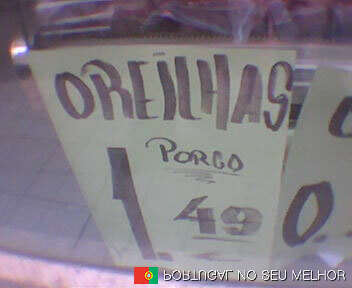 OREILHAS
PORCO
1.49
0.
PORTUGAL NO SEU MELHOR